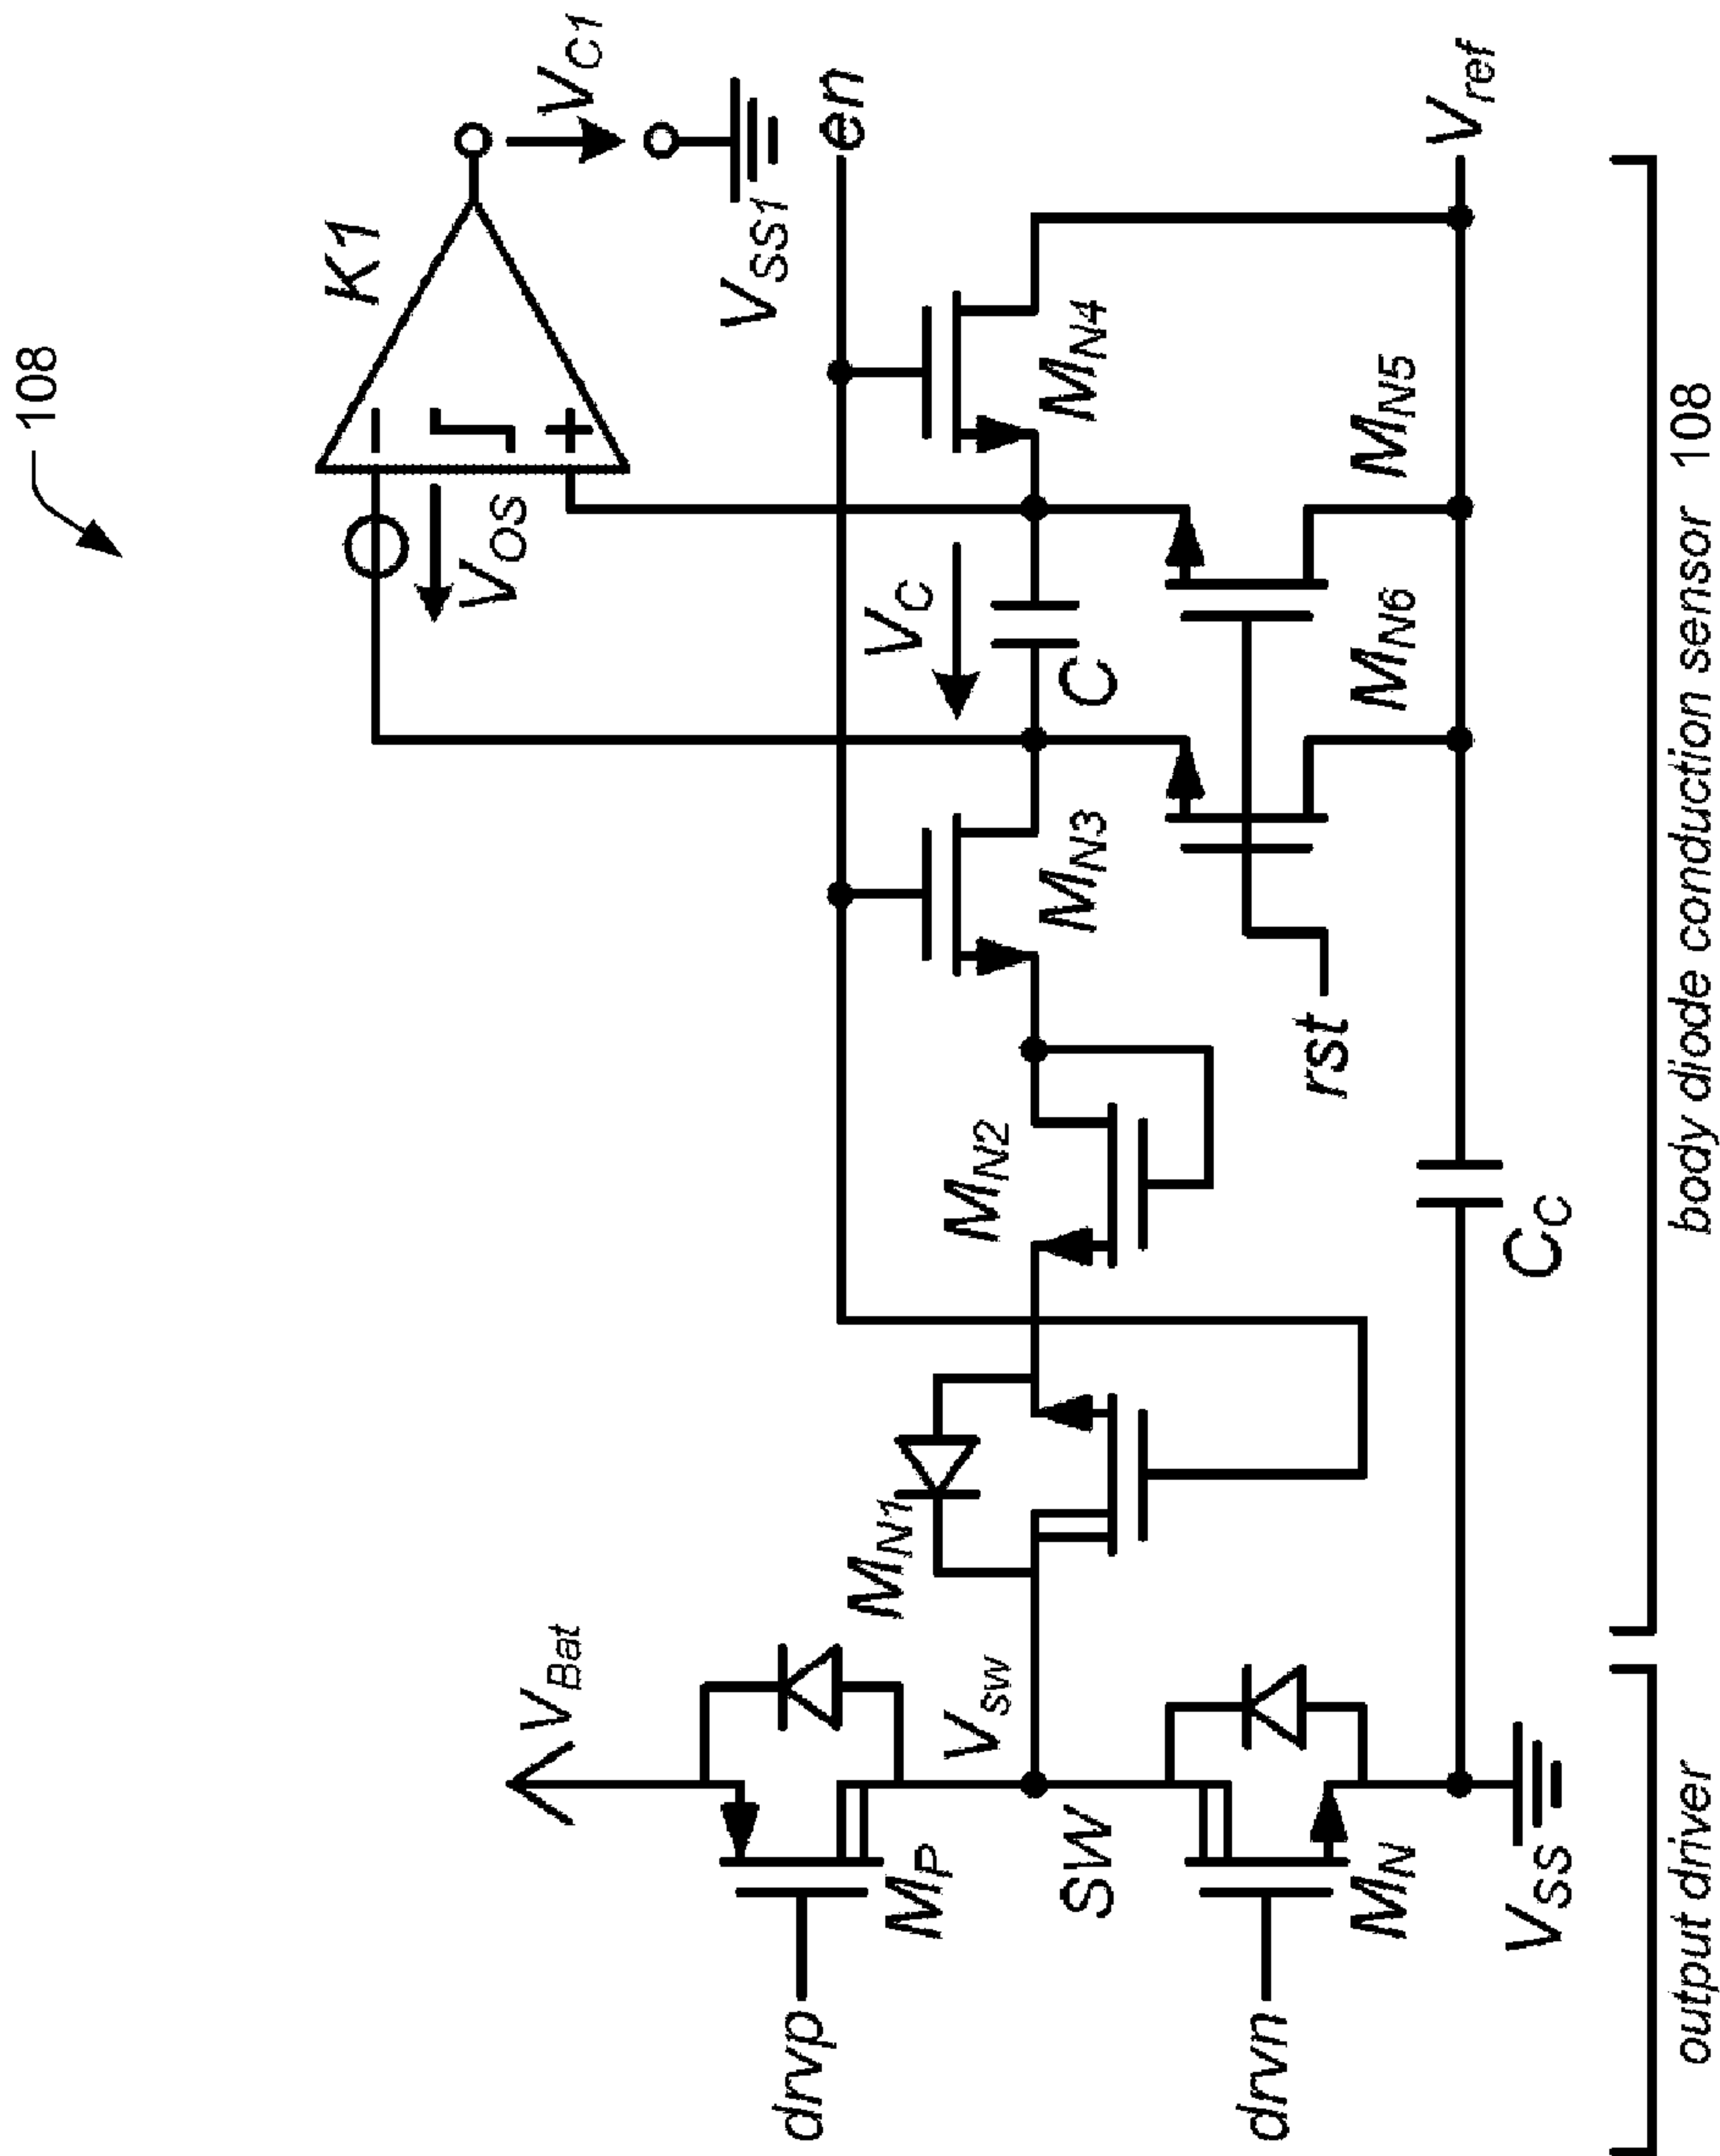 108
K1
V_C1
V_SS1
V_OS
en
V_Bat
V_C
drvp
M_P
M_N1
V_sw
M_N2
M_N3
C
M_N4
SW
drvn
M_N
rst
M_N6
M_N5
V_ref
V_SS
C_C
output driver
body diode conduction sensor 108